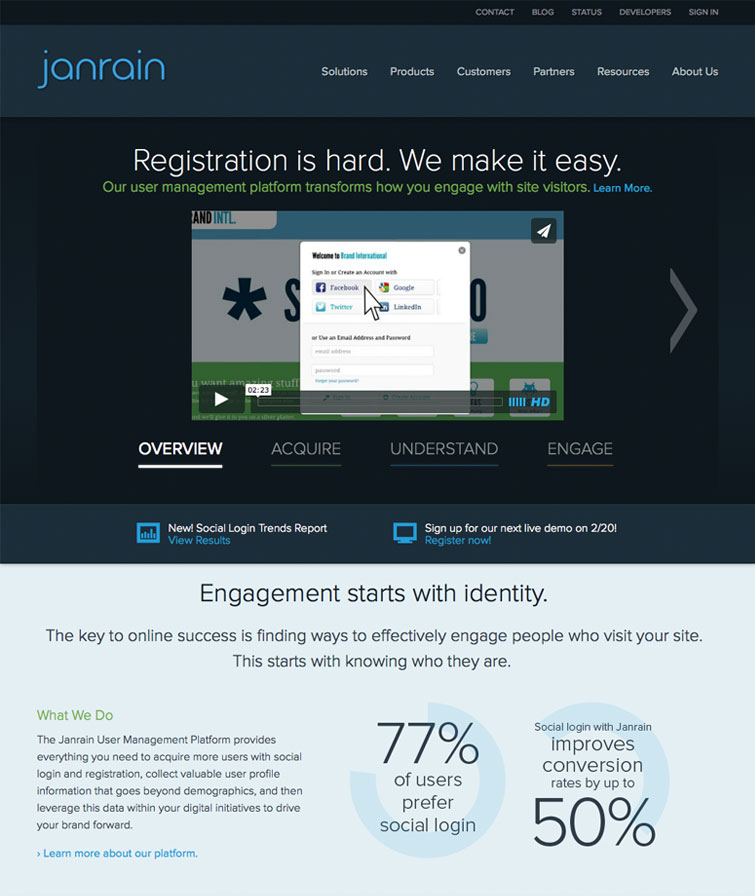 CONTACT BLOG STATUS DEVELOPERS SIGN IN
janrain
Solutions Products Customers Partners Resources About Us
Registration is hard. We make it easy.
Our user management platform transforms how you engage with site visitors. Learn More.
AND INTL.
Welcome to Brand International
Sign In or Create an Account with
Facebook Google
Twitter LinkedIn
or Use an Email Address and Password
email address
password
Forgot your password?
Sign In Create Account
want amazing stuff
02:23
HD
OVERVIEW ACQUIRE UNDERSTAND ENGAGE
New! Social Login Trends Report
View Results
Sign up for our next live demo on 2/20!
Register now!
Engagement starts with identity.
The key to online success is finding ways to effectively engage people who visit your site.
This starts with knowing who they are.
What We Do
The Janrain User Management Platform provides
everything you need to acquire more users with social
login and registration, collect valuable user profile
information that goes beyond demographics, and then
leverage this data within your digital initiatives to drive
your brand forward.
› Learn more about our platform.
77%
of users
prefer
social login
Social login with Janrain
improves
conversion
rates by up to
50%